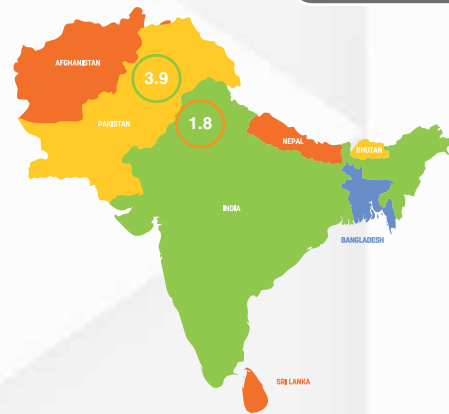 AFGHANISTAN
3.9
PAKISTAN
1.8
NEPAL
BHUTAN
INDIA
BANGLADESH
SRI LANKA